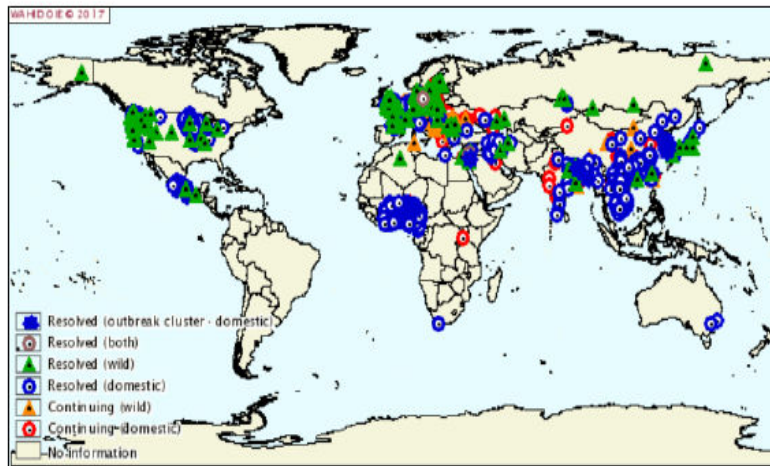 WAHID OIE © 2017
Resolved (outbreak cluster - domestic)
Resolved (both)
Resolved (wild)
Resolved (domestic)
Continuing (wild)
Continuing (domestic)
No information